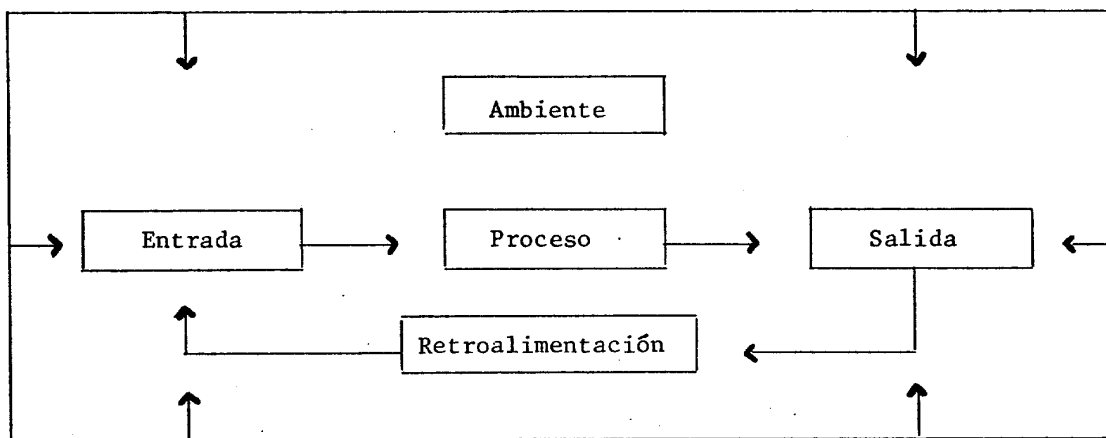 Ambiente
Entrada
Proceso
Salida
Retroalimentación